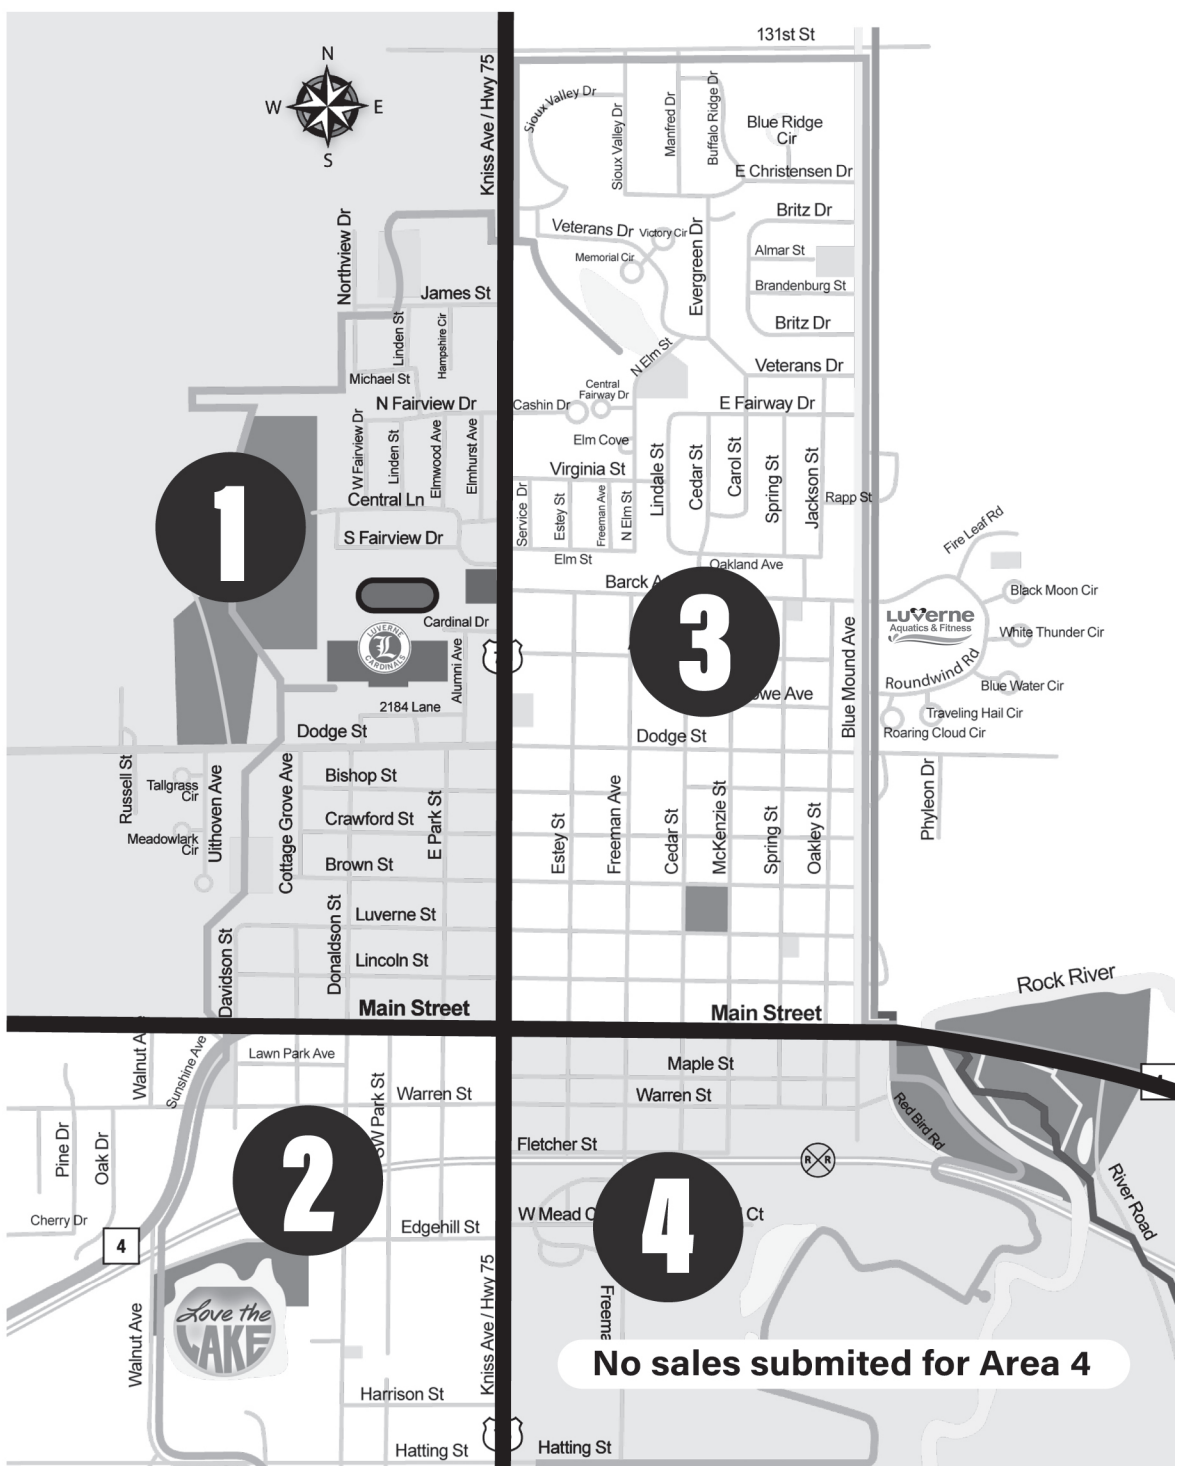 131st St
N
W
E
S
Kniss Ave / Hwy 75
Sioux Valley Dr
Sioux Valley Dr
Manfred Dr
Buffalo Ridge Dr
Blue Ridge
Cir
E Christensen Dr
Northview Dr
Veterans Dr
Victory Cir
Memorial Cir
Evergreen Dr
Britz Dr
Almar St
Brandenburg St
Britz Dr
James St
Linden St
Hampshire Cir
Michael St
N Elm St
Veterans Dr
Central
Fairway Dr
Cashin Dr
N Fairview Dr
E Fairway Dr
W Fairview Dr
Linden St
Elmwood Ave
Elmhurst Ave
Elm Cove
Virginia St
Lindale St
Cedar St
Carol St
Spring St
Jackson St
Rapp St
Central Ln
S Fairview Dr
Service Dr
Estey St
Freeman Ave
N Elm St
Elm St
Oakland Ave
Barck A
1
3
Fire Leaf Rd
Black Moon Cir
LUVERNE
Aquatics & Fitness
White Thunder Cir
Roundwind Rd
Blue Water Cir
Traveling Hail Cir
Roaring Cloud Cir
Cardinal Dr
LUVERNE
L
CARDINALS
Alumni Ave
2184 Lane
Blue Mound Ave
owe Ave
Dodge St
Dodge St
Russell St
Tallgrass
Cir
Meadowlark
Cir
Uithoven Ave
Cottage Grove Ave
Bishop St
Crawford St
Brown St
E Park St
Estey St
Freeman Ave
Cedar St
McKenzie St
Spring St
Oakley St
Phyleon Dr
Luverne St
Lincoln St
Davidson St
Donaldson St
Main Street
Main Street
Rock River
Walnut A
Sunshine Ave
Lawn Park Ave
Maple St
Warren St
Warren St
Pine Dr
Oak Dr
W Park St
Fletcher St
R R
Red Bird Rd
River Road
2
4
Cherry Dr
4
Edgehill St
W Mead C
Ct
Love the
LAKE
Walnut Ave
Kniss Ave / Hwy 75
Freema
No sales submited for Area 4
Harrison St
Hatting St
Hatting St